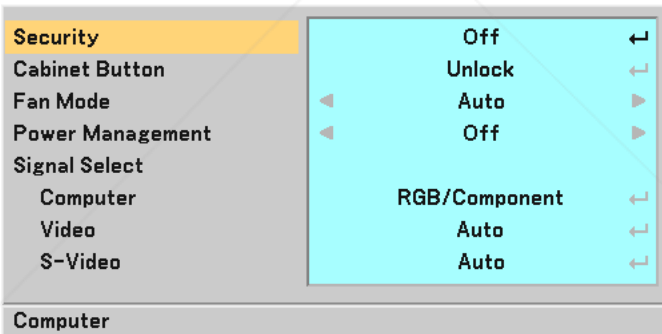 Security Off
Cabinet Button Unlock
Fan Mode Auto
Power Management Off
Signal Select
Computer RGB/Component
Video Auto
S-Video Auto
Computer